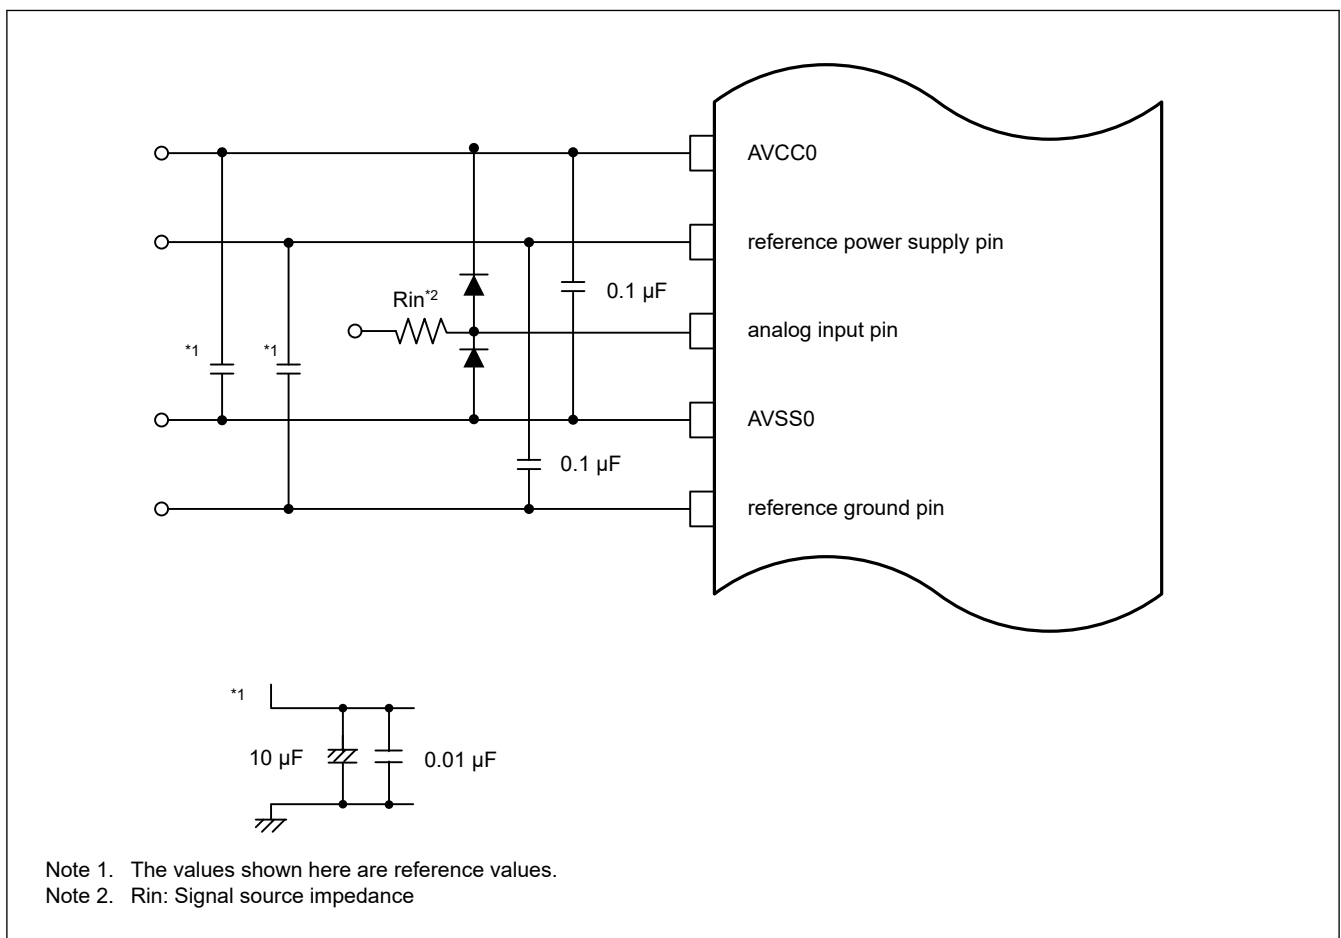 AVCC0
reference power supply pin
0.1 µF
Rin*2
analog input pin
*1
*1
AVSS0
0.1 µF
reference ground pin
*1
10 µF
0.01 µF
Note 1. The values shown here are reference values.
Note 2. Rin: Signal source impedance